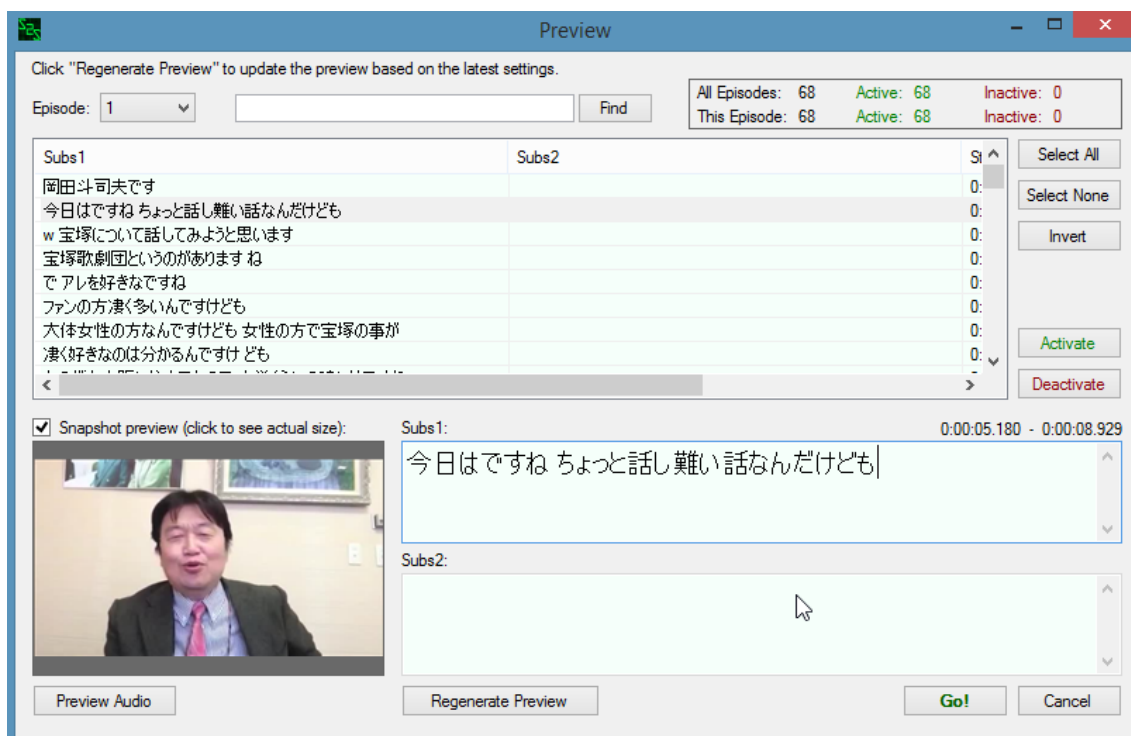 Preview
Click "Regenerate Preview" to update the preview based on the latest settings.
Episode: 1 Find
All Episodes: 68 Active: 68 Inactive: 0
This Episode: 68 Active: 68 Inactive: 0
Subs1 Subs2
岡田斗司夫です 0:
今日はですね ちょっと話し難い話なんだけども 0:
w 宝塚について話してみようと思います 0:
宝塚歌劇団というのがあります ね 0:
で アレを好きなですね 0:
ファンの方凄く多いんですけども 0:
大体女性の方なんですけども 女性の方で宝塚の事が 0:
凄く好きなのは分かるんですけ ども 0:
Select All
Select None
Invert
Activate
Deactivate
Snapshot preview (click to see actual size):
Subs1: 0:00:05.180 - 0:00:08.929
今日はですね ちょっと話し難い話なんだけども
Subs2:
Preview Audio Regenerate Preview Go! Cancel